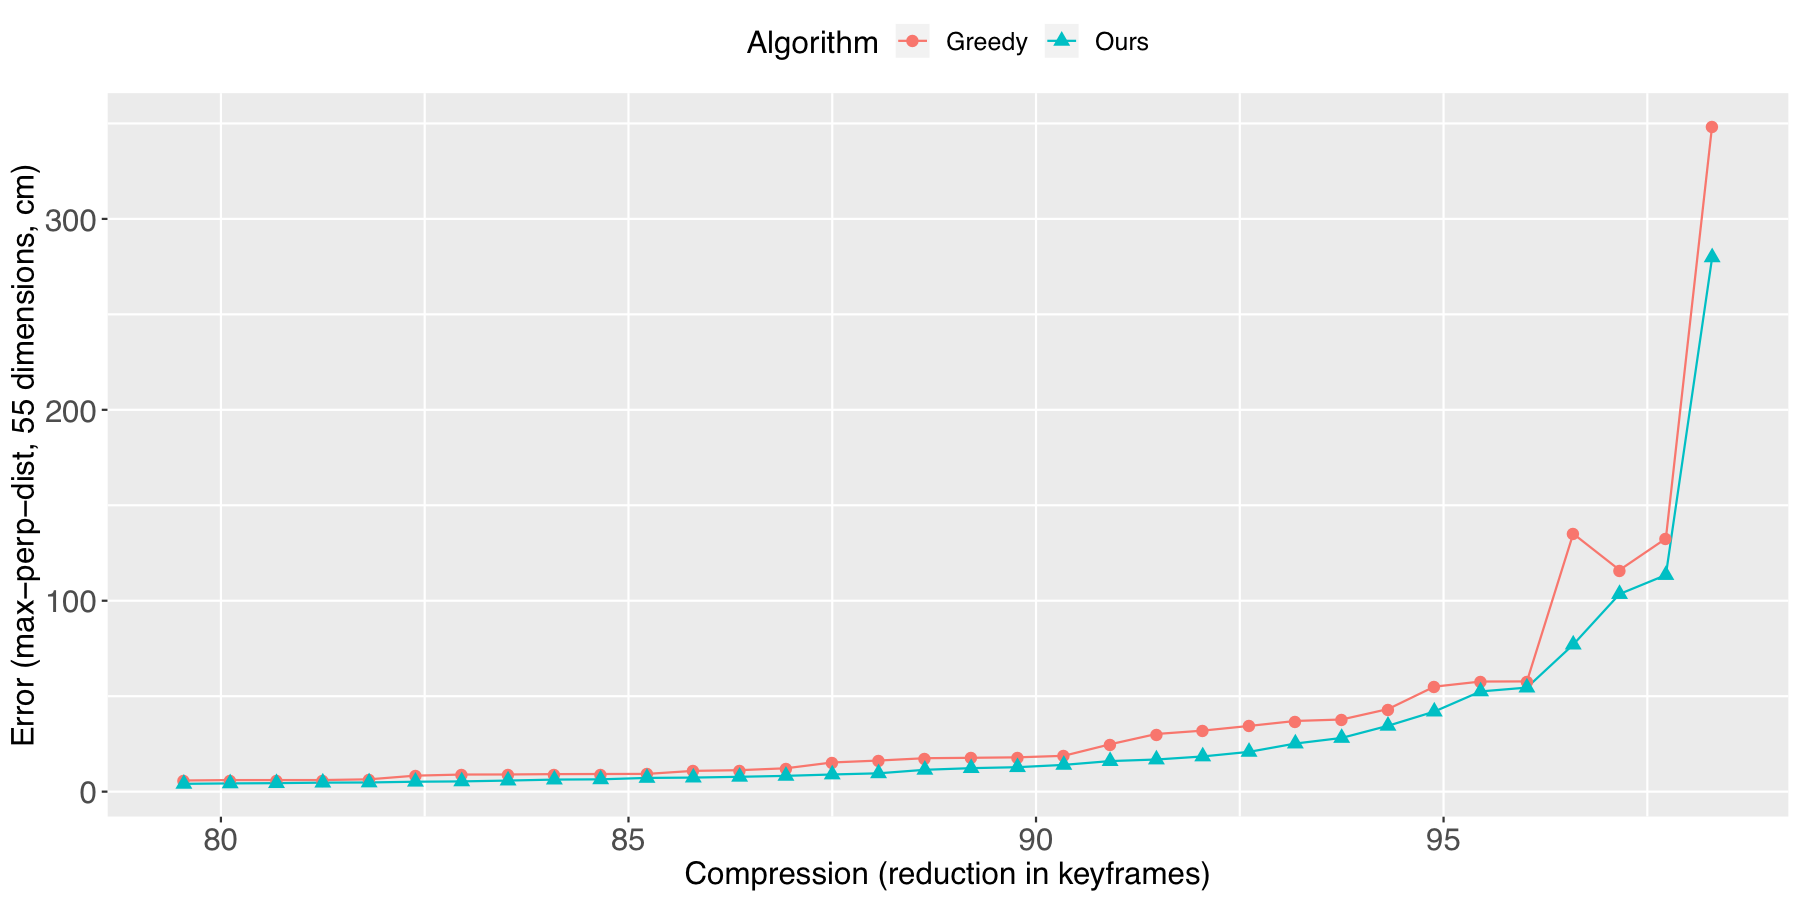 Algorithm Greedy Ours
Error (max–perp–dist, 55 dimensions, cm)
300
200
100
0
80 85 90 95
Compression (reduction in keyframes)